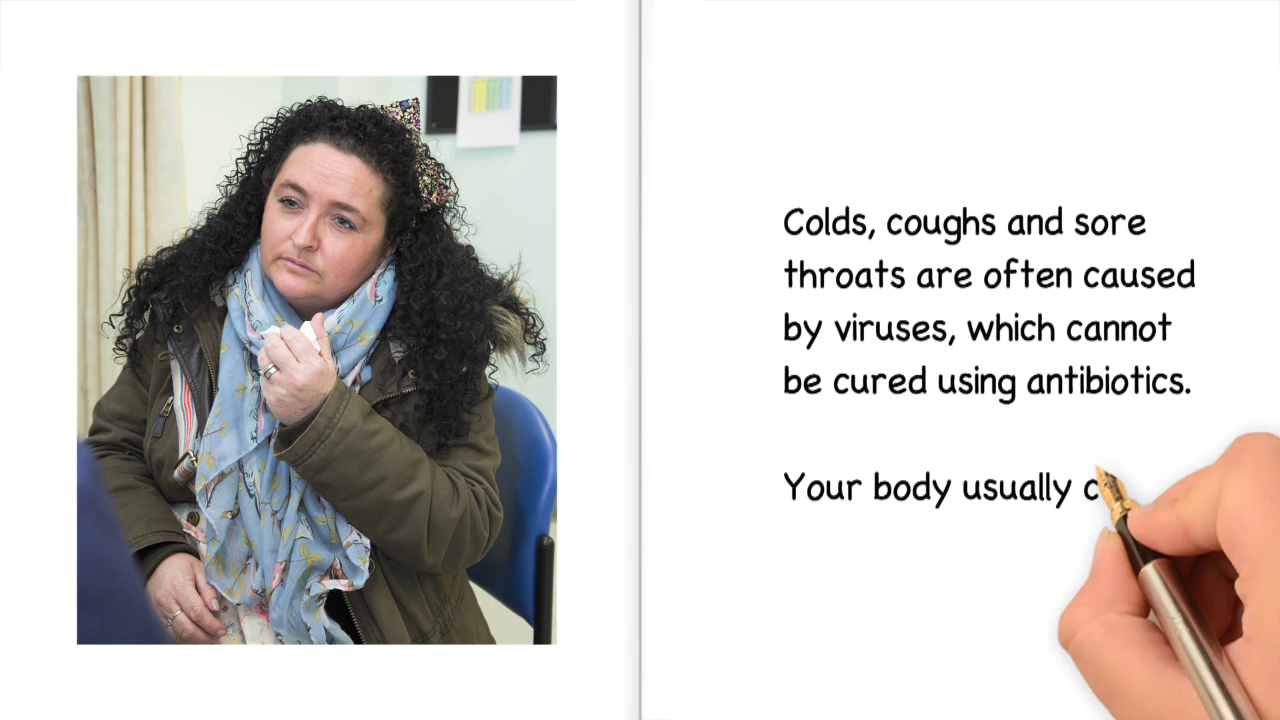 Colds, coughs and sore
throats are often caused
by viruses, which cannot
be cured using antibiotics.
Your body usually c